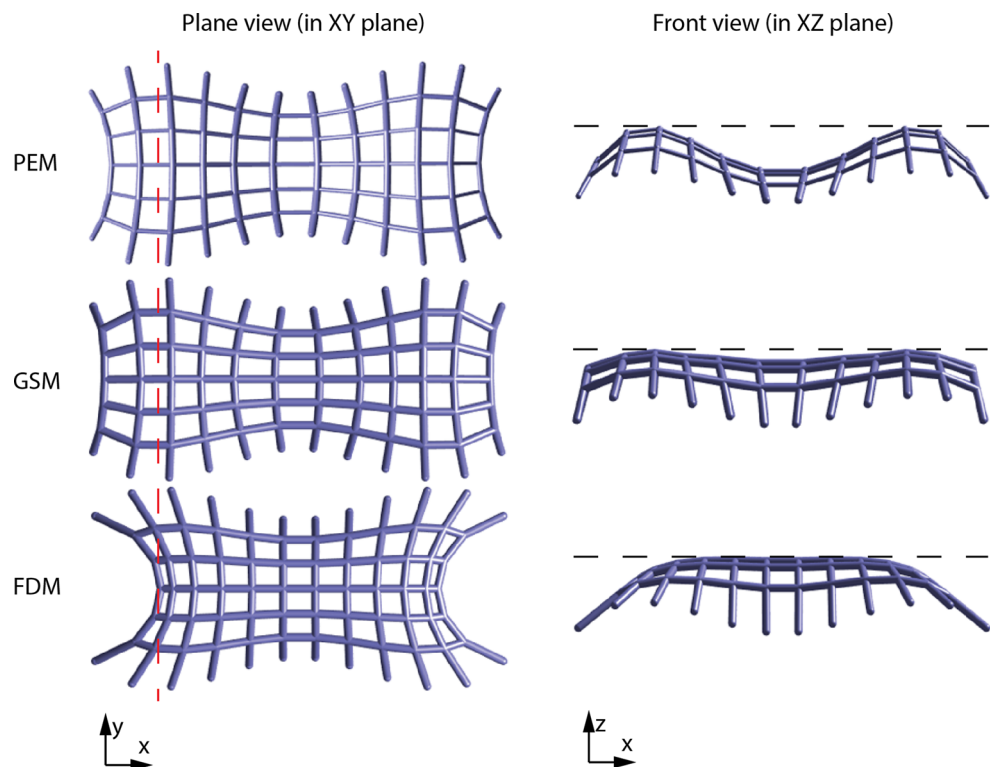 Plane view (in XY plane)
Front view (in XZ plane)
PEM
GSM
FDM
y
x
z
x